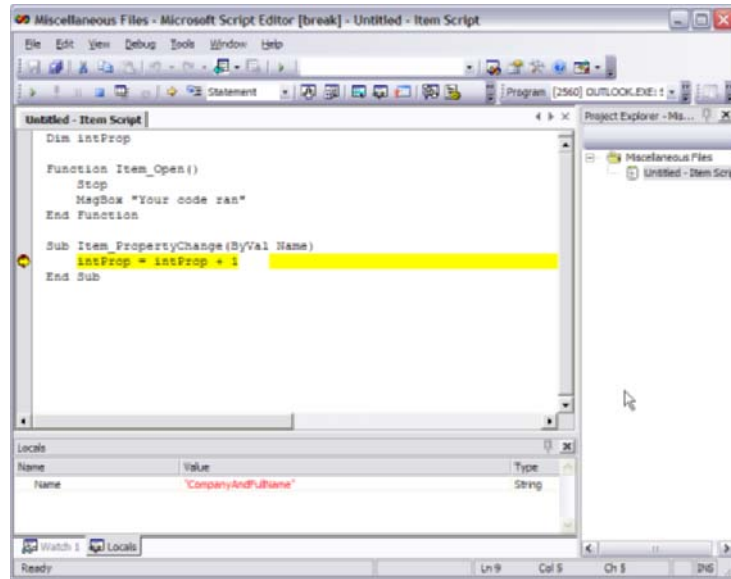 Miscellaneous Files - Microsoft Script Editor [break] - Untitled - Item Script
File Edit View Debug Tools Window Help
Statement
Program [2560] OUTLOOK.EXE:
Untitled - Item Script
Project Explorer - Ma...
Dim intProp
Miscellaneous Files
Untitled - Item Scri
Function Item_Open()
Stop
MsgBox "Your code ran"
End Function
Sub Item_PropertyChange(ByVal Name)
intProp = intProp + 1
End Sub
Locals
Name Value Type
Name "CompanyAndFullName" String
Watch 1 Locals
Ready Ln 9 Col 5 Ch 5 INS